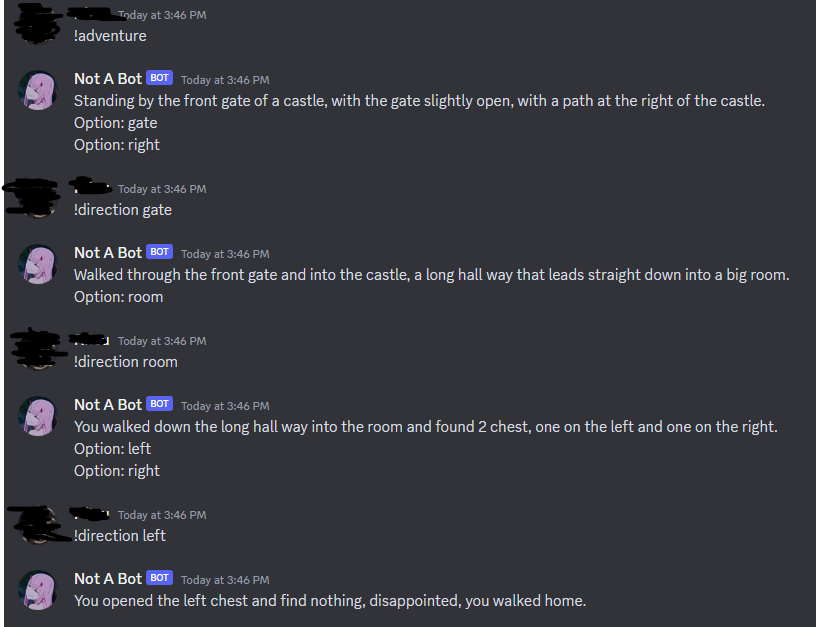 Today at 3:46 PM
!adventure
Not A Bot BOT Today at 3:46 PM
Standing by the front gate of a castle, with the gate slightly open, with a path at the right of the castle.
Option: gate
Option: right
Today at 3:46 PM
!direction gate
Not A Bot BOT Today at 3:46 PM
Walked through the front gate and into the castle, a long hall way that leads straight down into a big room.
Option: room
Today at 3:46 PM
!direction room
Not A Bot BOT Today at 3:46 PM
You walked down the long hall way into the room and found 2 chest, one on the left and one on the right.
Option: left
Option: right
Today at 3:46 PM
!direction left
Not A Bot BOT Today at 3:46 PM
You opened the left chest and find nothing, disappointed, you walked home.